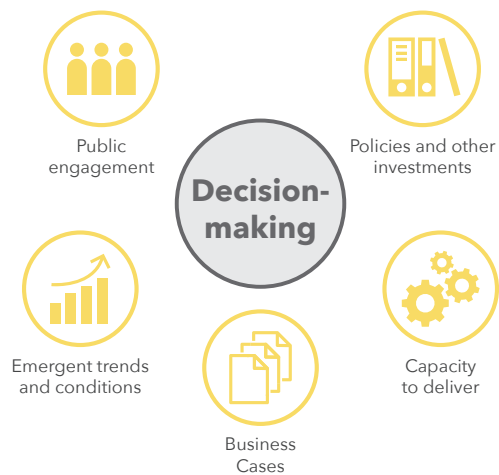 Public
engagement
Policies and other
investments
Decision-
making
Emergent trends
and conditions
Capacity
to deliver
Business
Cases